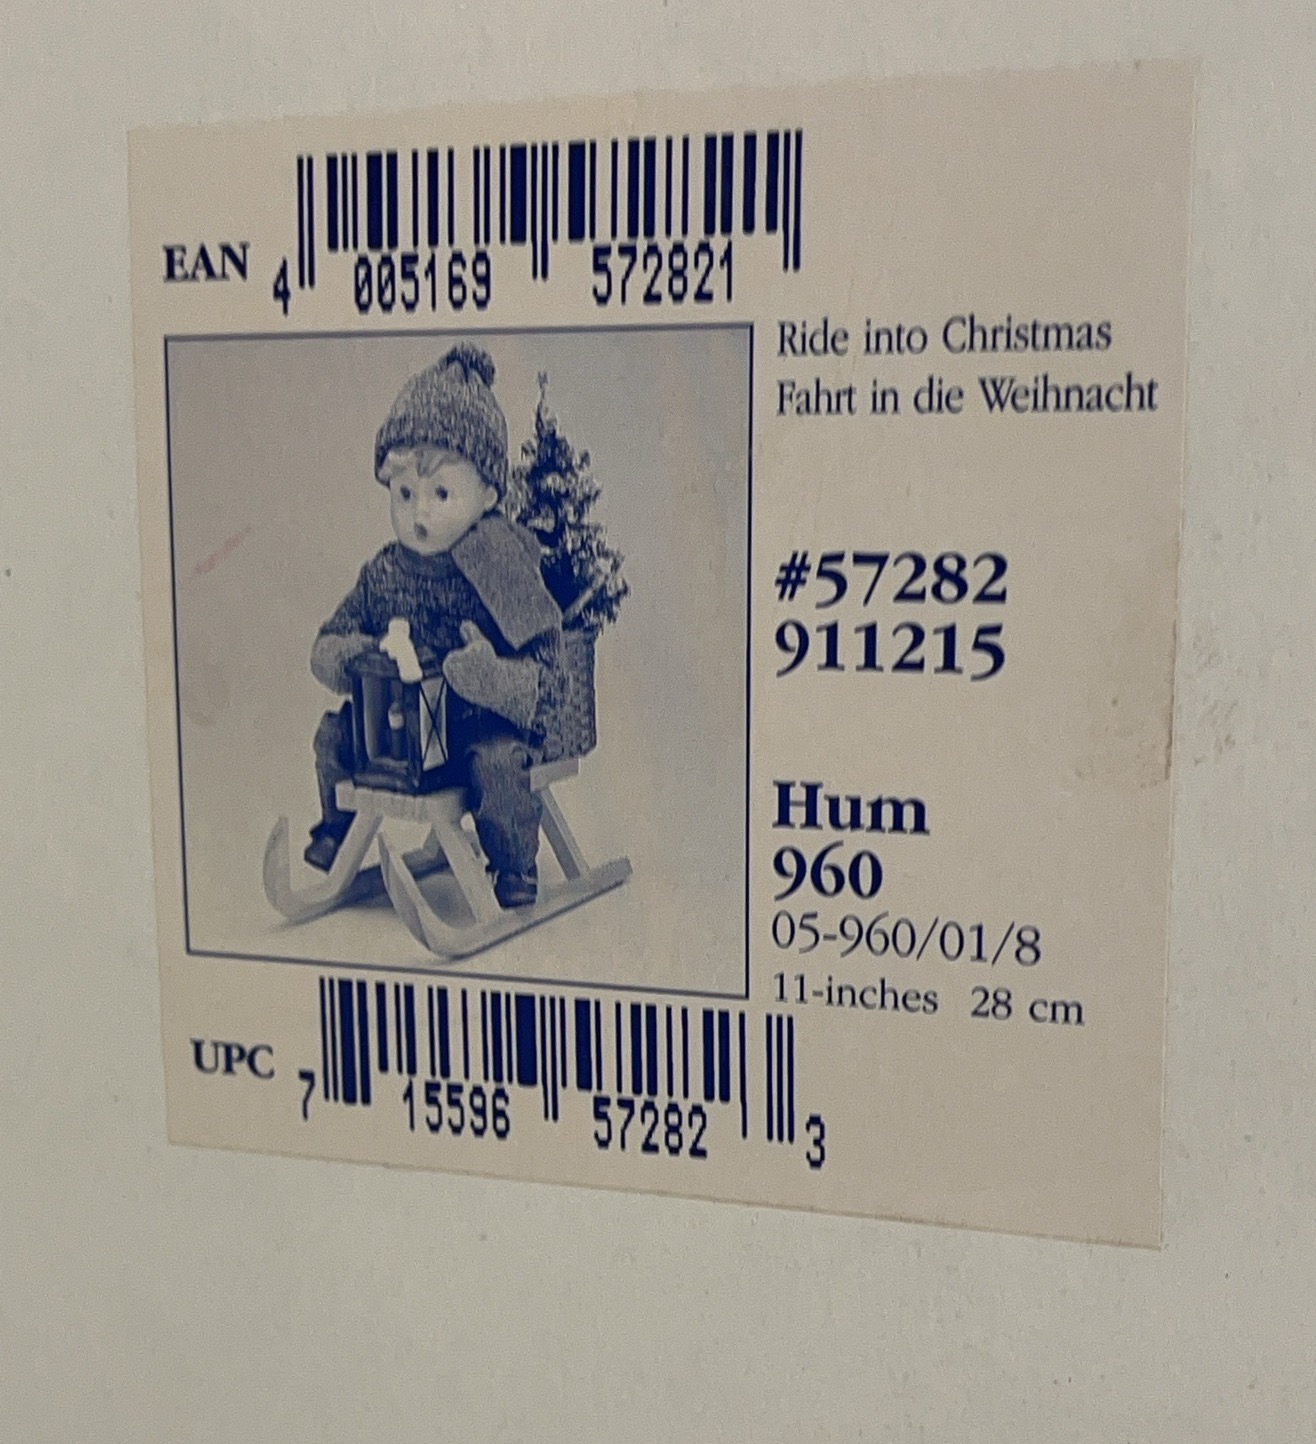 EAN 4 005169 572821
Ride into Christmas
Fahrt in die Weihnacht
#57282
911215
Hum
960
05-960/01/8
11-inches 28 cm
UPC 7 15596 57282 3